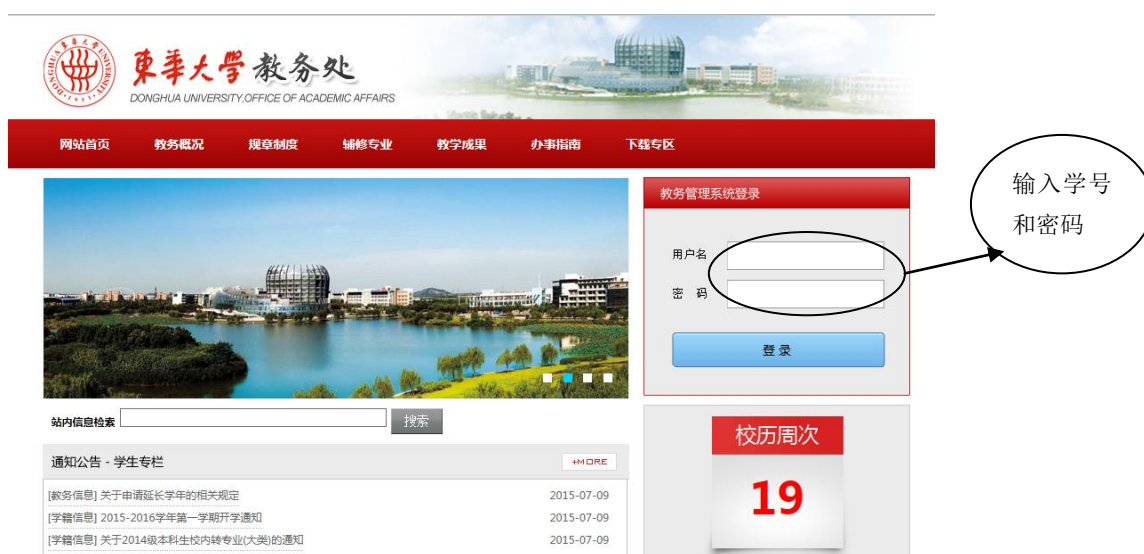 東華大學教务处
DONGHUA UNIVERSITY,OFFICE OF ACADEMIC AFFAIRS
网站首页 教务概况 规章制度 辅修专业 教学成果 办事指南 下载专区
教务管理系统登录
用户名
密 码
登录
输入学号
和密码
站内信息检索 搜索
通知公告 - 学生专栏 +MORE
[教务信息] 关于申请延长学年的相关规定 2015-07-09
[学籍信息] 2015-2016学年第一学期开学通知 2015-07-09
[学籍信息] 关于2014级本科生校内转专业(大类)的通知 2015-07-09
校历周次
19